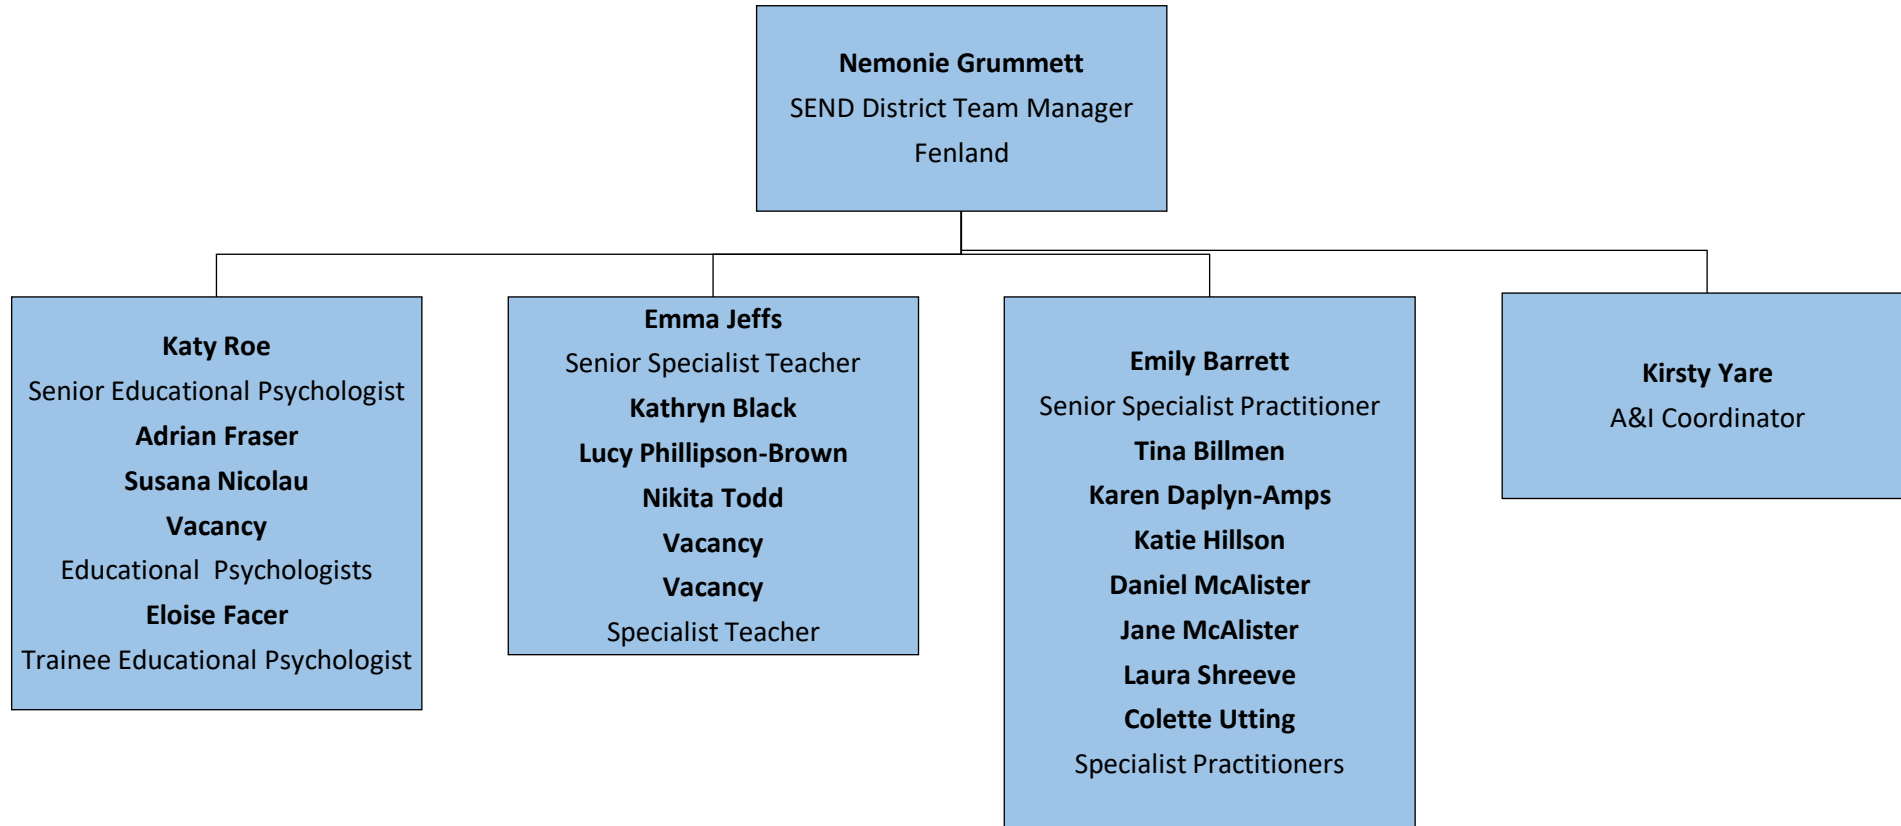 Nemonie Grummett
SEND District Team Manager
Fenland
Katy Roe
Senior Educational Psychologist
Adrian Fraser
Susana Nicolau
Vacancy
Educational  Psychologists
Eloise Facer
Trainee Educational Psychologist
Emma Jeffs
Senior Specialist Teacher
Kathryn Black
Lucy Phillipson-Brown
Nikita Todd
Vacancy
Vacancy
Specialist Teacher
Emily Barrett
Senior Specialist Practitioner
Tina Billmen
Karen Daplyn-Amps
Katie Hillson
Daniel McAlister
Jane McAlister
Laura Shreeve
Colette Utting
Specialist Practitioners
Kirsty Yare
A&I Coordinator